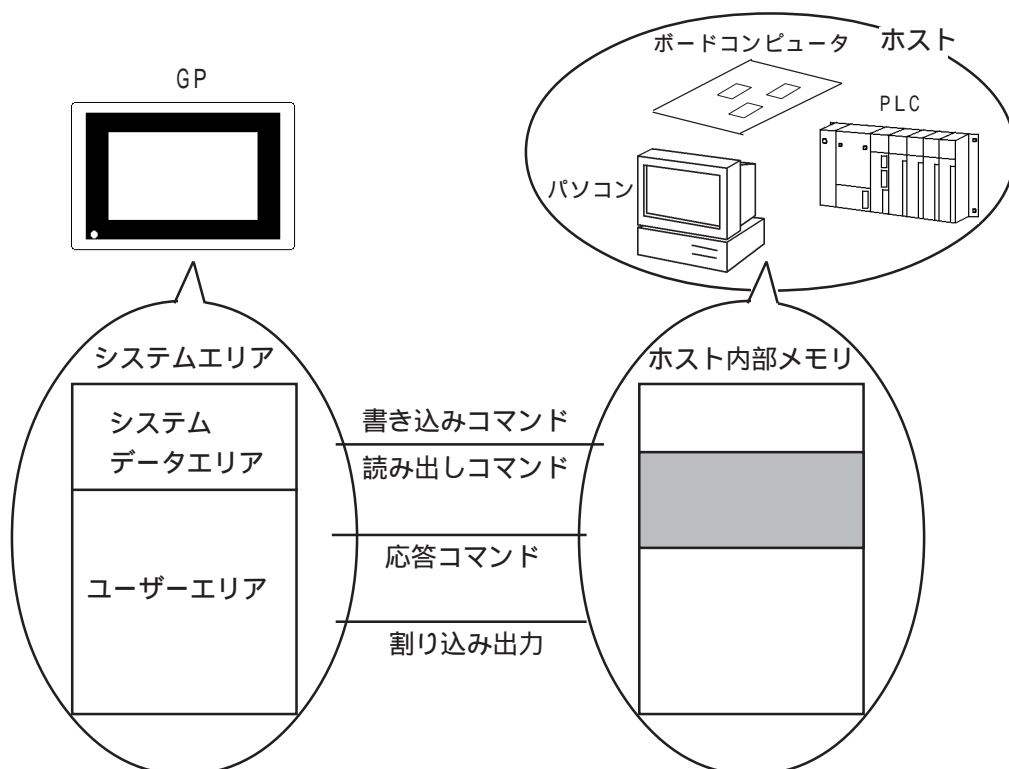 ボードコンピュータ
ホスト
GP
PLC
パソコン
システムエリア
ホスト内部メモリ
システム
データエリア
書き込みコマンド
読み出しコマンド
応答コマンド
ユーザーエリア
割り込み出力